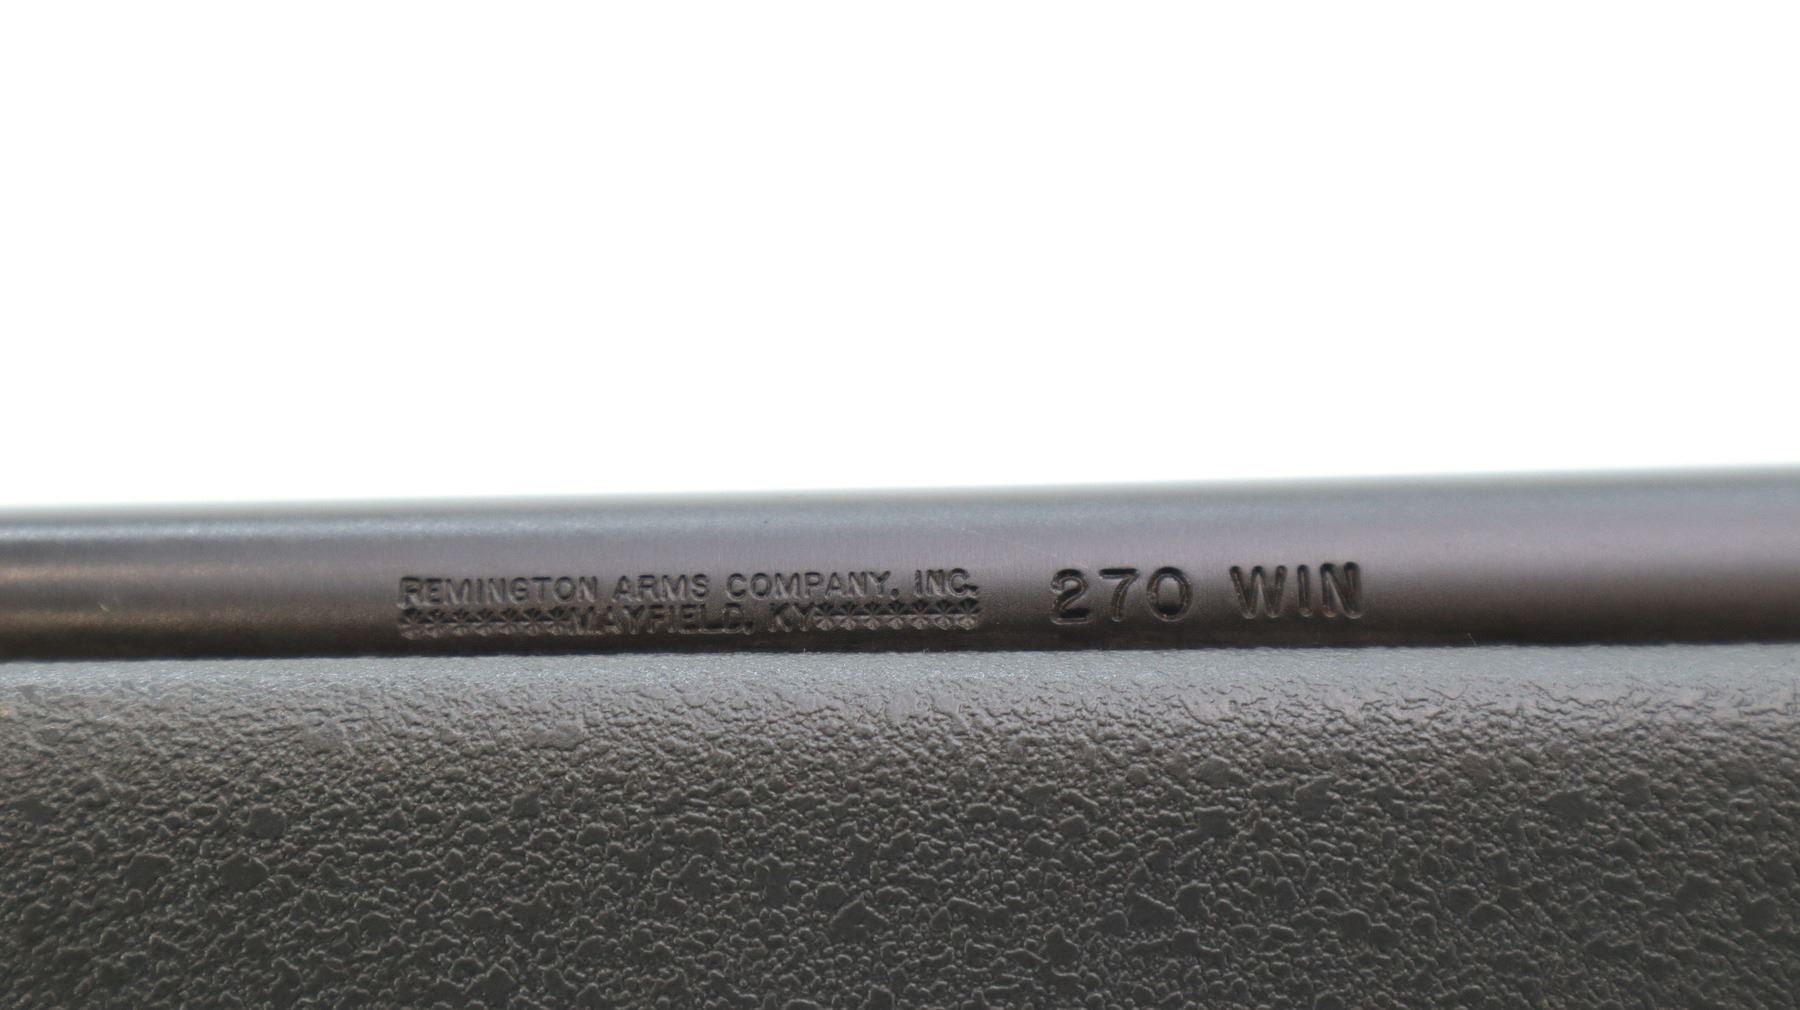 REMINGTON ARMS COMPANY, INC.
MAYFIELD, KY
270 WIN